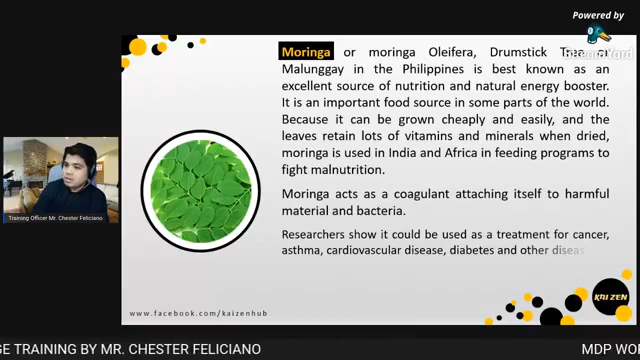 Powered by
StreamYard
Moringa or moringa Oleifera, Drumstick Tree or
Malunggay in the Philippines is best known as an
excellent source of nutrition and natural energy booster.
It is an important food source in some parts of the world.
Because it can be grown cheaply and easily, and the
leaves retain lots of vitamins and minerals when dried,
moringa is used in India and Africa in feeding programs to
fight malnutrition.
Moringa acts as a coagulant attaching itself to harmful
material and bacteria.
Researchers show it could be used as a treatment for cancer,
asthma, cardiovascular disease, diabetes and other diseas
Training Officer Mr. Chester Feliciano
www.facebook.com/kaizenhub
KAIZEN
GE TRAINING BY MR. CHESTER FELICIANO
MDP WO